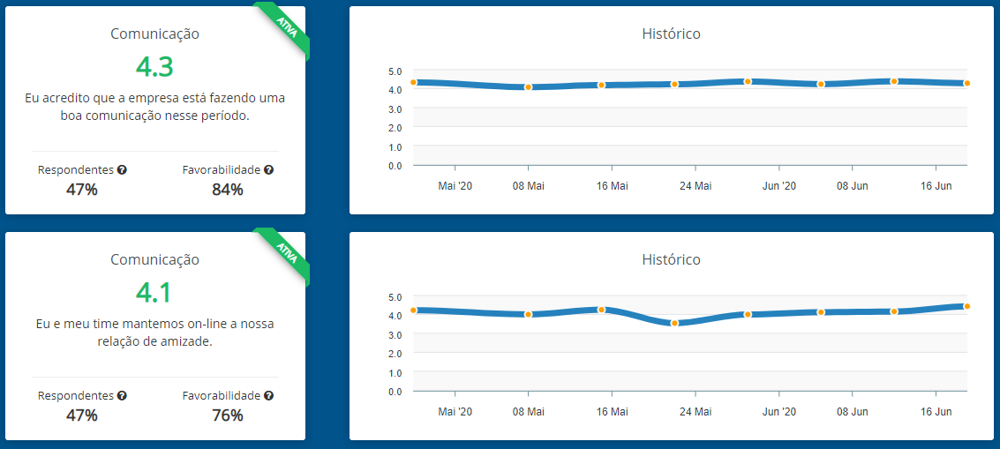 Comunicação
ATIVA
4.3
Eu acredito que a empresa está fazendo uma
boa comunicação nesse período.
Respondentes ?
Favorabilidade ?
47%
84%
Histórico
5.0
4.0
3.0
2.0
1.0
0.0
Mai '20
08 Mai
16 Mai
24 Mai
Jun '20
08 Jun
16 Jun
Comunicação
ATIVA
4.1
Eu e meu time mantemos on-line a nossa
relação de amizade.
Respondentes ?
Favorabilidade ?
47%
76%
Histórico
5.0
4.0
3.0
2.0
1.0
0.0
Mai '20
08 Mai
16 Mai
24 Mai
Jun '20
08 Jun
16 Jun